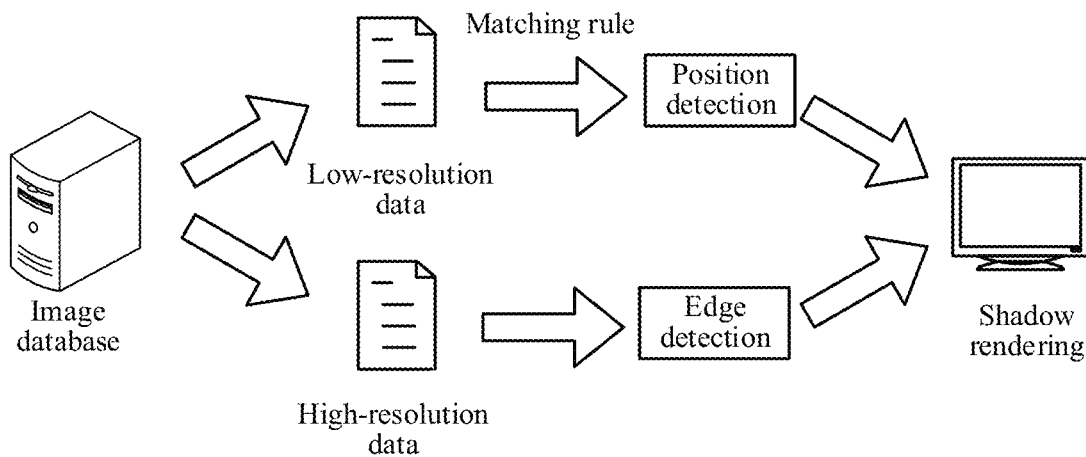 Matching rule
Position
detection
Low-resolution
data
Image
database
Edge
detection
Shadow
rendering
High-resolution
data